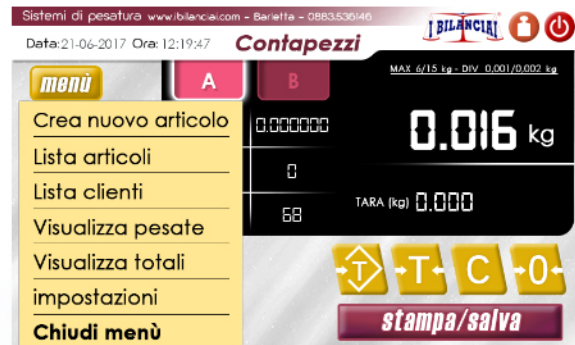 Sistemi di pesatura www.ibilanciai.com - Barletta - 0883.536146
I BILANCIAI
Data:21-06-2017 Ora: 12:19:47 Contapezzi
menù A B
MAX 6/15 kg - DIV 0,001/0,002 kg
Crea nuovo articolo 0.000000
0.016 kg
Lista articoli 0
Lista clienti
TARA (kg) 0.000
Visualizza pesate 68
Visualizza totali
T T C 0
impostazioni
Chiudi menù
stampa/salva